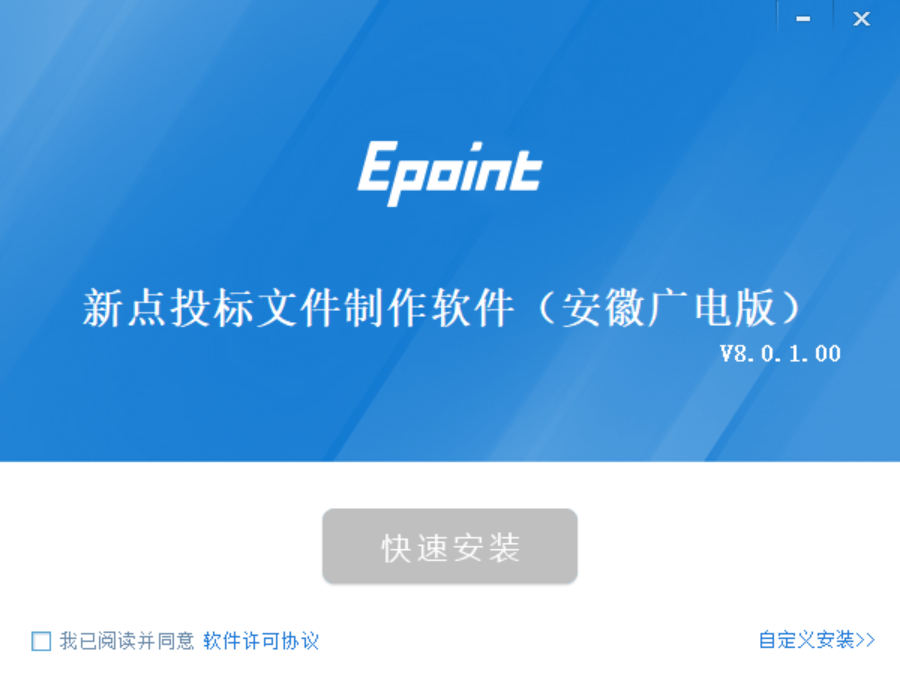 Epoint
新点投标文件制作软件（安徽广电版）
V8.0.1.00
快速安装
我已阅读并同意 软件许可协议
自定义安装>>